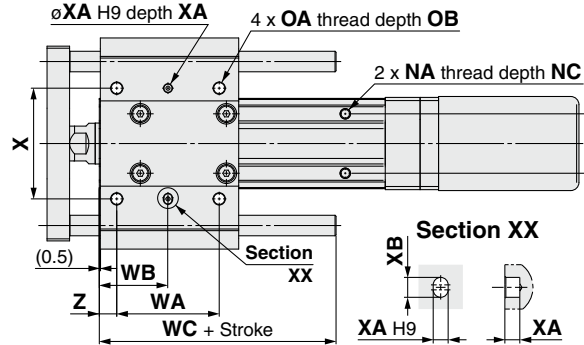 øXA H9 depth XA
4 x OA thread depth OB
2 x NA thread depth NC
X
(0.5)
Section
XX
Section XX
WB
XB
Z
WA
XA H9
XA
WC + Stroke